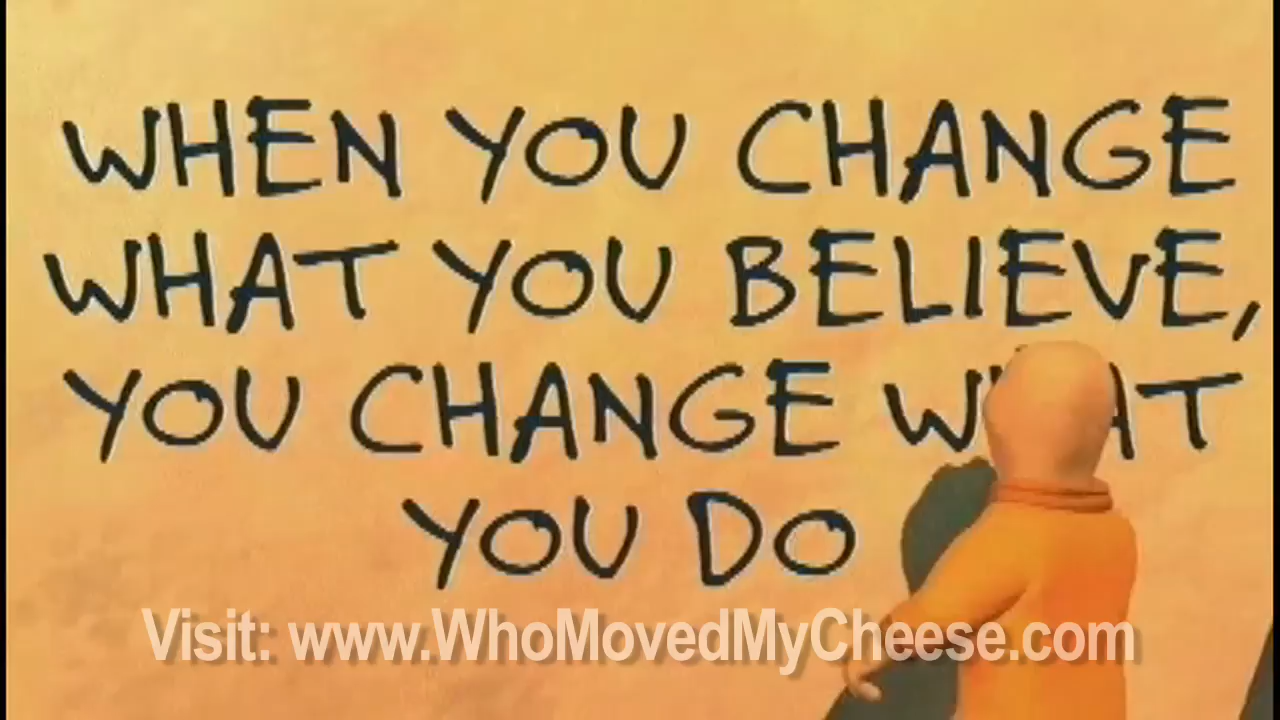 WHEN YOU CHANGE
WHAT YOU BELIEVE,
YOU CHANGE WHAT
YOU DO
Visit: www.WhoMovedMyCheese.com